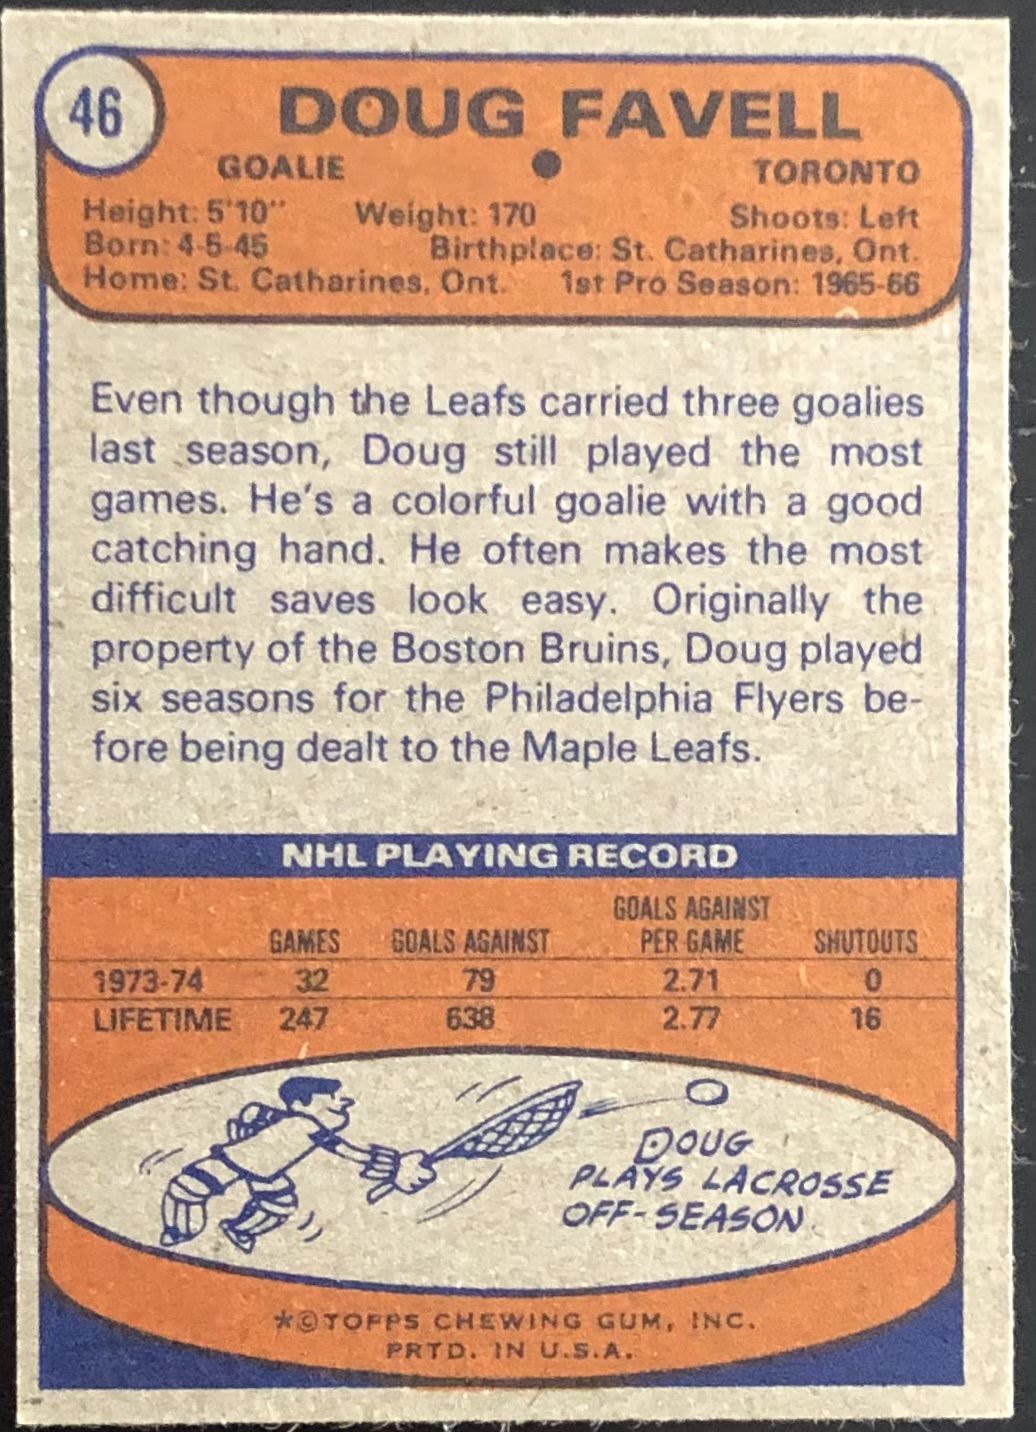 46
DOUG FAVELL
GOALIE • TORONTO
Height: 5'10" Weight: 170 Shoots: Left
Born: 4-5-45 Birthplace: St. Catharines, Ont.
Home: St. Catharines, Ont. 1st Pro Season: 1965-66
Even though the Leafs carried three goalies
last season, Doug still played the most
games. He's a colorful goalie with a good
catching hand. He often makes the most
difficult saves look easy. Originally the
property of the Boston Bruins, Doug played
six seasons for the Philadelphia Flyers be-
fore being dealt to the Maple Leafs.
NHL PLAYING RECORD
GAMES GOALS AGAINST GOALS AGAINST PER GAME SHUTOUTS
1973-74 32 79 2.71 0
LIFETIME 247 638 2.77 16
DOUG
PLAYS LACROSSE
OFF-SEASON.
*©TOPPS CHEWING GUM, INC.
PRTD. IN U.S.A.